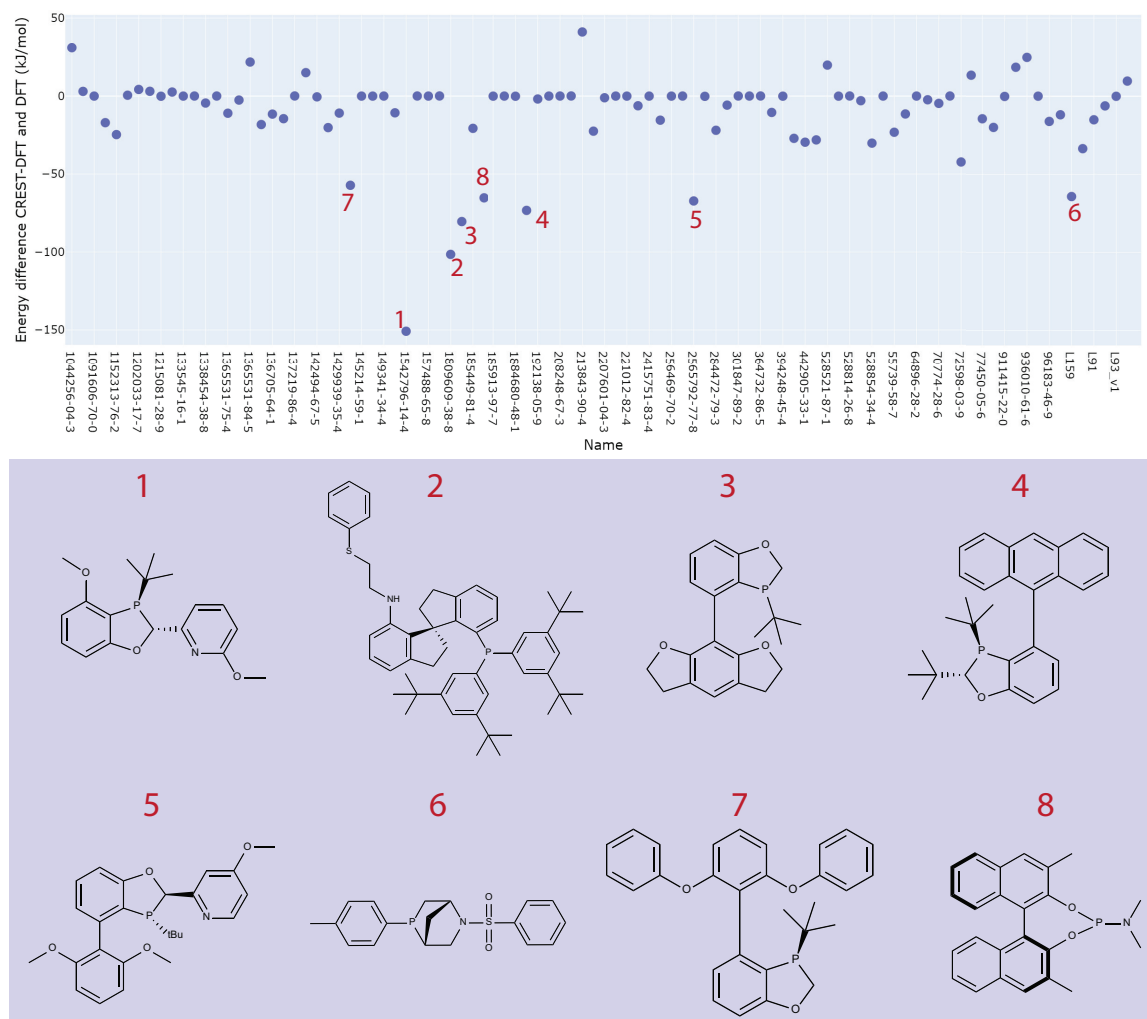 Energy difference CREST-DFT and DFT (kJ/mol)
50
0
−50
−100
−150
7
8
3
4
5
6
2
1
1044256-04-3
1091606-70-0
1152313-76-2
1202033-17-7
1215081-28-9
133545-16-1
138454-38-8
1365531-75-4
1365531-84-5
136705-64-1
137219-86-4
142494-67-5
1429939-35-4
145214-59-1
149341-34-4
1542796-14-4
157488-65-8
1809609-38-8
185449-81-4
185913-97-7
1884680-48-1
192138-05-9
208248-67-3
213843-90-4
2207601-04-3
221012-82-4
2415751-83-4
256469-70-2
2565792-77-8
264472-79-3
301847-89-2
364732-86-5
394248-45-4
442905-33-1
528521-87-1
528814-26-8
528854-34-4
55739-58-7
64896-28-2
70774-28-6
72598-03-9
77450-05-6
911415-22-0
936010-61-6
96183-46-9
L159
L91
L93_v1
Name
1
2
3
4
O
P
O
N
O
S
NH
P
O
P
O
O
P
O
5
6
7
8
O
O
P
tBu
N
O
O
P
N
S
O
O
O
O
P
O
O
O
P
N